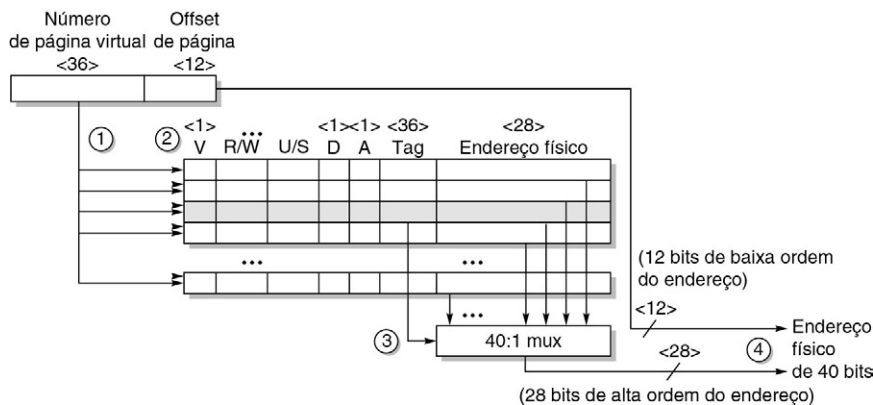 Número de página virtual
<36>
Offset de página
<12>
①
②
<1>
V
R/W
...
U/S
<1>
D
<1>
A
<36>
Tag
<28>
Endereço físico
...
...
...
③
40:1 mux
(12 bits de baixa ordem
do endereço)
<12>
<28>
④
Endereço
físico
de 40 bits
(28 bits de alta ordem do endereço)